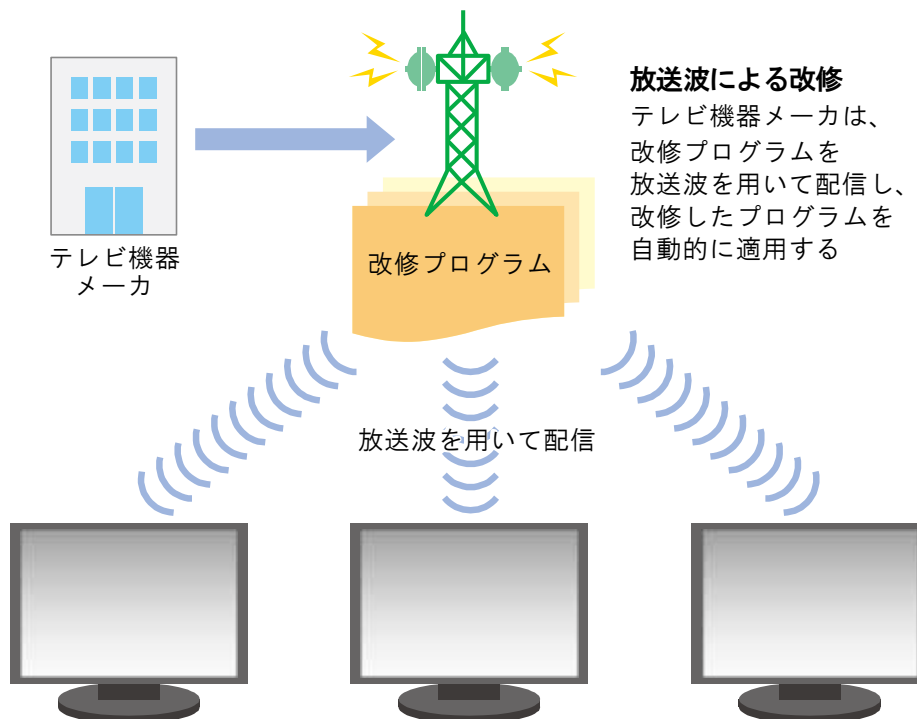 放送波による改修
テレビ機器メーカは、
改修プログラムを
放送波を用いて配信し、
改修したプログラムを
自動的に適用する
テレビ機器
メーカ
改修プログラム
放送波を用いて配信